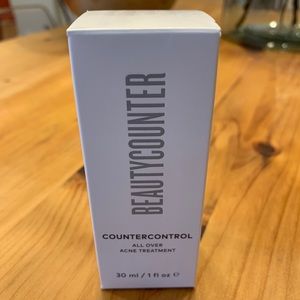 BEAUTYCOUNTER
COUNTERCONTROL
ALL OVER
ACNE TREATMENT
30 ml / 1 fl oz ℮